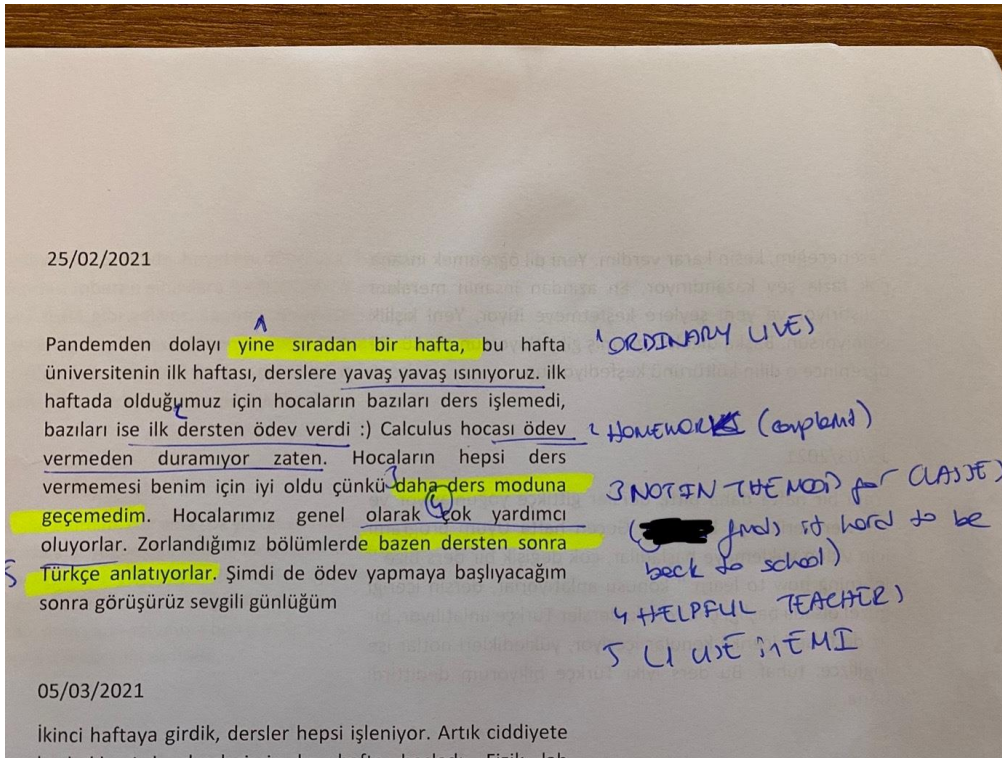 25/02/2021
Pandemden dolayı yine sıradan bir hafta, bu hafta
üniversitenin ilk haftası, derslere yavaş yavaş ısınıyoruz. ilk
haftada olduğumuz için hocaların bazıları ders işlemedi,
bazıları ise ilk dersten ödev verdi :) Calculus hocası ödev
vermeden duramıyor zaten. Hocaların hepsi ders
vermemesi benim için iyi oldu çünkü daha ders moduna
geçemedim. Hocalarımız genel olarak çok yardımcı
oluyorlar. Zorlandığımız bölümlerde bazen dersten sonra
Türkçe anlatıyorlar. Şimdi de ödev yapmaya başlıyacağım
sonra görüşürüz sevgili günlüğüm
1
2
3
4
5
1 ORDINARY LIVES
2 HOMEWORK
3 NOT IN THE MOOD for CLASSES
( finds it hard to be
back to school)
4 HELPFUL TEACHERS
5 L1 USE in EMI
05/03/2021
İkinci haftaya girdik, dersler hepsi işleniyor. Artık ciddiyete